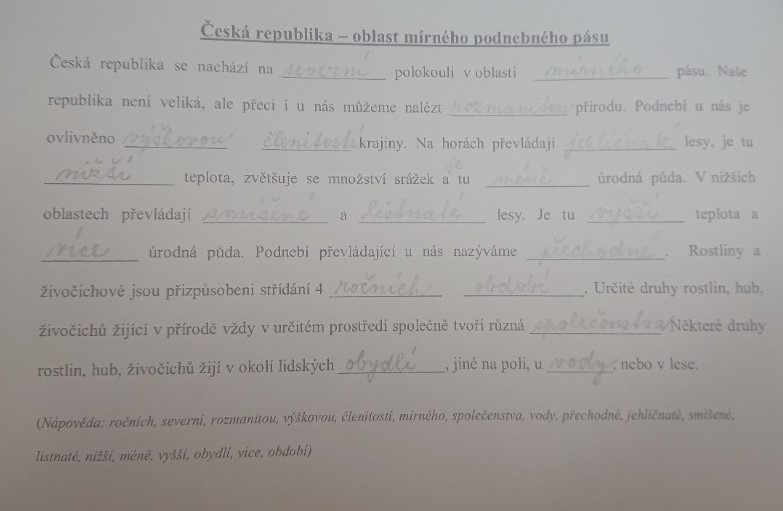 Česká republika – oblast mírného podnebného pásu
Česká republika se nachází na severní polokouli v oblasti mírného pásu. Naše
republika není veliká, ale přeci i u nás můžeme nalézt rozmanitou přírodu. Podnebí u nás je
ovlivněno výškovou členitostí krajiny. Na horách převládají jehličnaté lesy, je tu
nižší teplota, zvětšuje se množství srážek a je tu méně úrodná půda. V nižších
oblastech převládají smíšené a listnaté lesy. Je tu vyšší teplota a
více úrodná půda. Podnebí převládající u nás nazýváme přechodné. Rostliny a
živočichové jsou přizpůsobeni střídání 4 ročních období. Určité druhy rostlin, hub,
živočichů žijící v přírodě vždy v určitém prostředí společně tvoří různá společenstva. Některé druhy
rostlin, hub, živočichů žijí v okolí lidských obydlí, jiné na poli, u vody, nebo v lese.
(Nápověda: ročních, severní, rozmanitou, výškovou, členitostí, mírného, společenstva, vody, přechodné, jehličnaté, smíšené,
listnaté, nižší, méně, vyšší, obydlí, více, období)